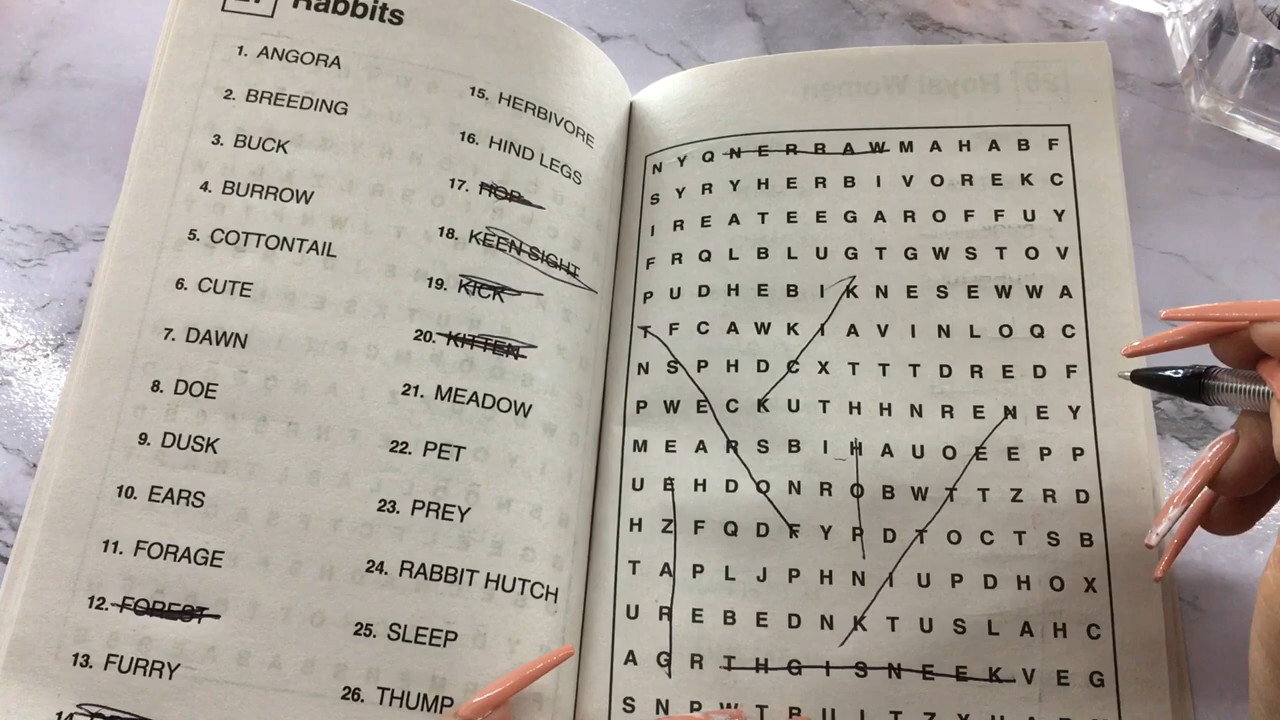 Rabbits
1. ANGORA
2. BREEDING
3. BUCK
4. BURROW
5. COTTONTAIL
6. CUTE
7. DAWN
8. DOE
9. DUSK
10. EARS
11. FORAGE
12. FOREST
13. FURRY
14.
15. HERBIVORE
16. HIND LEGS
17. HOP
18. KEEN SIGHT
19. KICK
20. KITTEN
21. MEADOW
22. PET
23. PREY
24. RABBIT HUTCH
25. SLEEP
26. THUMP
N Y Q N E R R A W M A H A B F
S Y R Y H E R B I V O R E K C
I R E A T E E G A R O F F U Y
F R Q L B L U G T G W S T O V
P U D H E B I K N E S E W W A
T F C A W K I A V I N L O Q C
N S P H D C X T T T D R E D F
P W E C K U T H H N R E N E Y
M E A R S B I H A U O E E P P
U E H D O N R O B W T T Z R D
H Z F Q D F Y P D T O C T S B
T A P L J P H N I U P D H O X
U R E B E D N K T U S L A H C
A G R T H G I S N E E K V E G
S N P W T